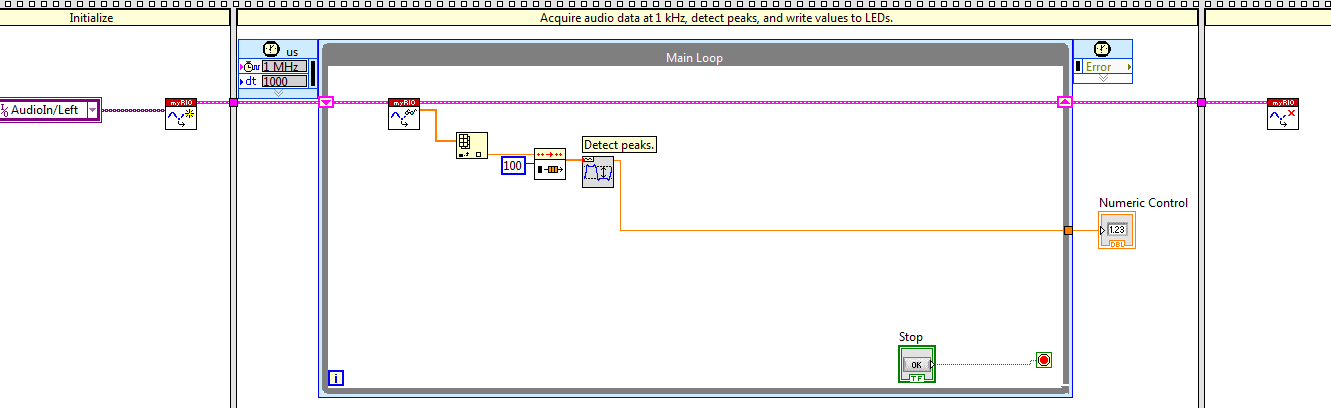 Initialize
Acquire audio data at 1 kHz, detect peaks, and write values to LEDs.
us
1 MHz
dt 1000
Main Loop
Error
I/O AudioIn/Left
myRIO
myRIO
myRIO
Detect peaks.
100
Numeric Control
1.23
DBL
Stop
OK
TF
i